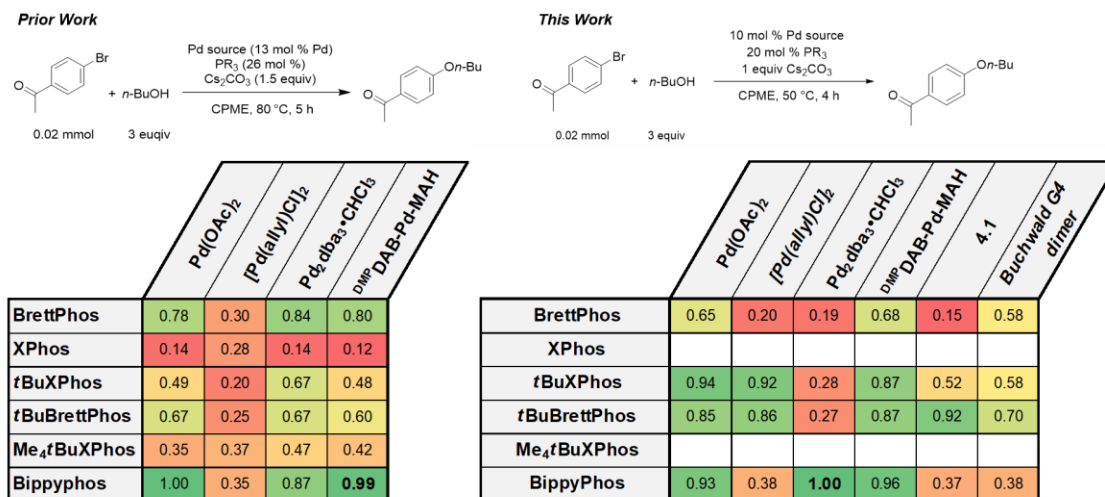 Prior Work
Pd source (13 mol % Pd)
PR3 (26 mol %)
Cs2CO3 (1.5 equiv)
CPME, 80 °C, 5 h
Br
O
+ n-BuOH
On-Bu
O
0.02 mmol 3 euqiv
This Work
10 mol % Pd source
20 mol % PR3
1 equiv Cs2CO3
CPME, 50 °C, 4 h
Br
O
+ n-BuOH
On-Bu
O
0.02 mmol 3 equiv
Pd(OAc)2 [Pd(allyl)Cl]2 Pd2dba3•CHCl3 DMPDAB-Pd-MAH
BrettPhos 0.78 0.30 0.84 0.80
XPhos 0.14 0.28 0.14 0.12
tBuXPhos 0.49 0.20 0.67 0.48
tBuBrettPhos 0.67 0.25 0.67 0.60
Me4tBuXPhos 0.35 0.37 0.47 0.42
Bippyphos 1.00 0.35 0.87 0.99
Pd(OAc)2 [Pd(allyl)Cl]2 Pd2dba3•CHCl3 DMPDAB-Pd-MAH 4.1 Buchwald G4 dimer
BrettPhos 0.65 0.20 0.19 0.68 0.15 0.58
XPhos
tBuXPhos 0.94 0.92 0.28 0.87 0.52 0.58
tBuBrettPhos 0.85 0.86 0.27 0.87 0.92 0.70
Me4tBuXPhos
BippyPhos 0.93 0.38 1.00 0.96 0.37 0.38